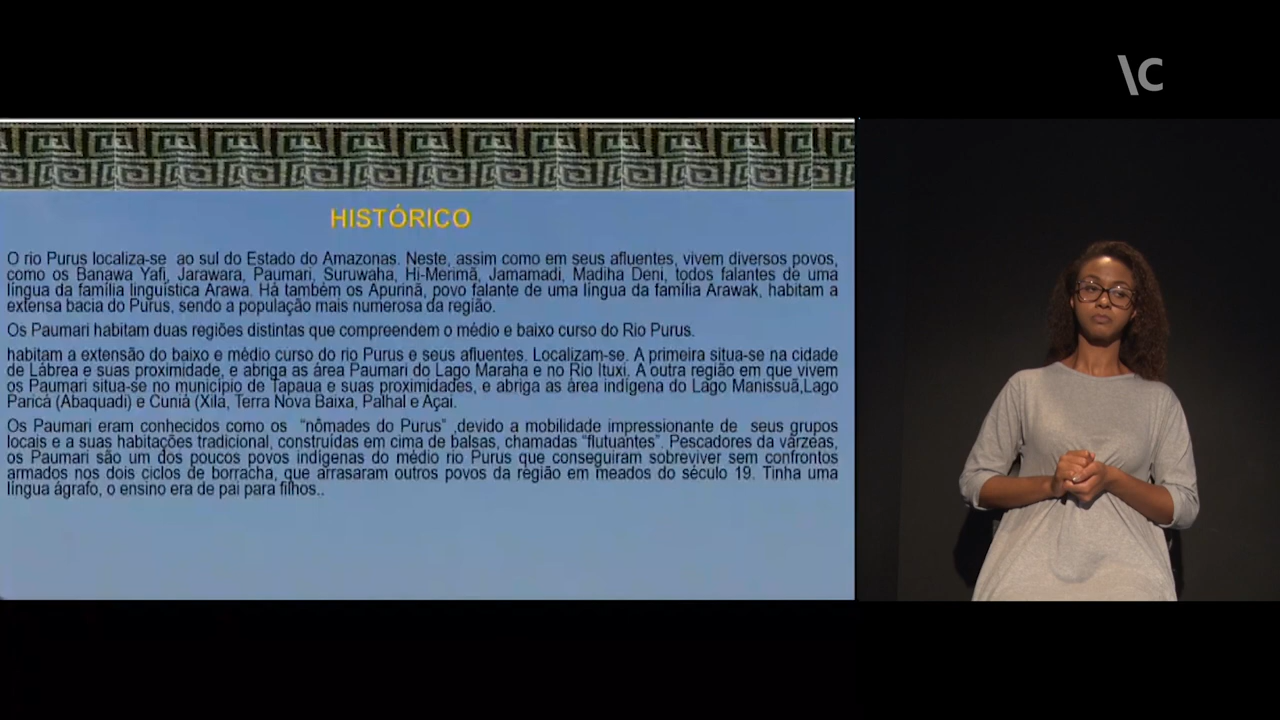 \C
HISTÓRICO
O rio Purus localiza-se ao sul do Estado do Amazonas. Neste, assim como em seus afluentes, vivem diversos povos,
como os Banawa Yafi, Jarawara, Paumari, Suruwaha, Hi-Merimã, Jamamadi, Madiha Deni, todos falantes de uma
língua da família linguística Arawa. Há também os Apurinã, povo falante de uma língua da família Arawak, habitam a
extensa bacia do Purus, sendo a população mais numerosa da região.
Os Paumari habitam duas regiões distintas que compreendem o médio e baixo curso do Rio Purus.
habitam a extensão do baixo e médio curso do rio Purus e seus afluentes. Localizam-se. A primeira situa-se na cidade
de Lábrea e suas proximidade, e abriga as área Paumari do Lago Maraha e no Rio Ituxi. A outra região em que vivem
os Paumari situa-se no município de Tapaua e suas proximidades, e abriga as área indígena do Lago Manissuã,Lago
Paricá (Abaquadi) e Cuniá (Xila, Terra Nova Baixa, Palhal e Açai.
Os Paumari eram conhecidos como os "nômades do Purus" ,devido a mobilidade impressionante de seus grupos
locais e a suas habitações tradicional, construídas em cima de balsas, chamadas "flutuantes". Pescadores da várzeas,
os Paumari são um dos poucos povos indígenas do médio rio Purus que conseguiram sobreviver sem confrontos
armados nos dois ciclos de borracha, que arrasaram outros povos da região em meados do século 19. Tinha uma
língua ágrafo, o ensino era de pai para filhos..